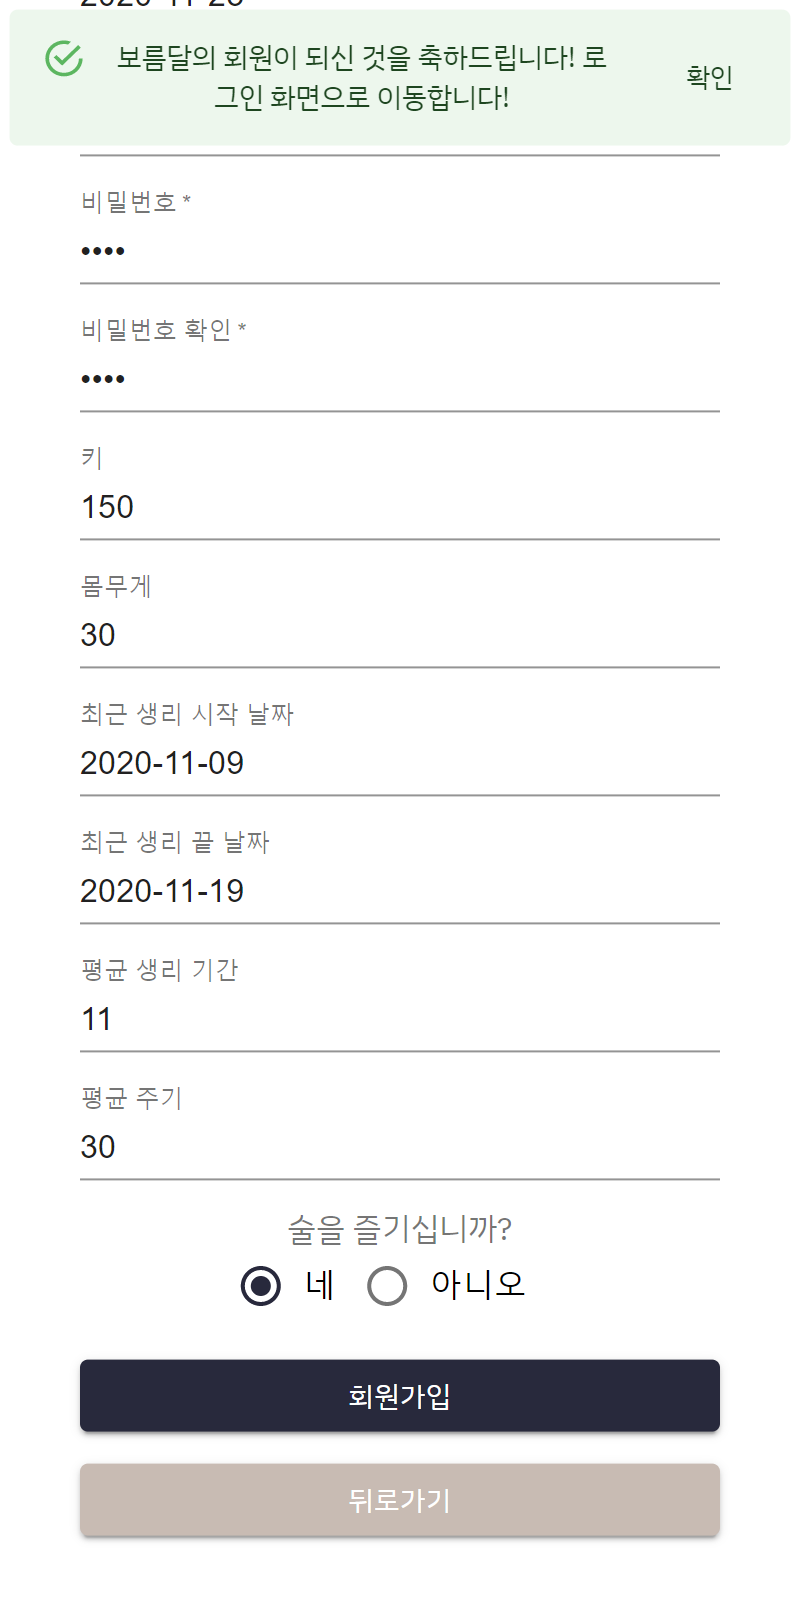 보름달의 회원이 되신 것을 축하드립니다! 로
그인 화면으로 이동합니다!
확인
비밀번호 *
••••
비밀번호 확인 *
••••
키
150
몸무게
30
최근 생리 시작 날짜
2020-11-09
최근 생리 끝 날짜
2020-11-19
평균 생리 기간
11
평균 주기
30
술을 즐기십니까?
네 아니오
회원가입
뒤로가기